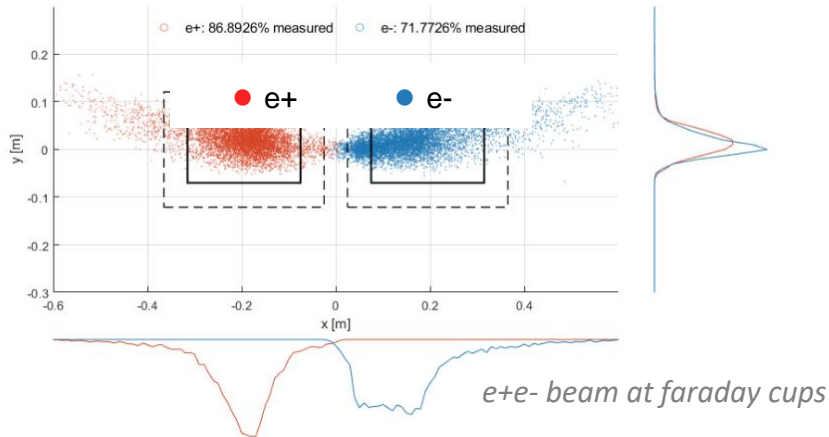 e+: 86.8926% measured e-: 71.7726% measured
0.2
e+ e-
0.1
y [m]
0
-0.1
-0.2
-0.3
-0.6 -0.4 -0.2 0 0.2 0.4
x [m]
e+e- beam at faraday cups